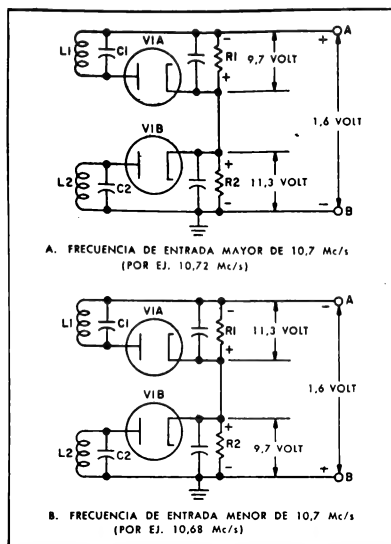 A
L1
C1
V1A
R1
9,7 VOLT
+
−
+
1,6 VOLT
V1B
L2
C2
+
R2
−
11,3 VOLT
−
B
A. FRECUENCIA DE ENTRADA MAYOR DE 10,7 Mc/s
(POR EJ. 10,72 Mc/s)
A
L1
C1
V1A
−
R1
+
11,3 VOLT
−
1,6 VOLT
V1B
L2
C2
+
R2
−
9,7 VOLT
+
B
B. FRECUENCIA DE ENTRADA MENOR DE 10,7 Mc/s
(POR EJ. 10,68 Mc/s)